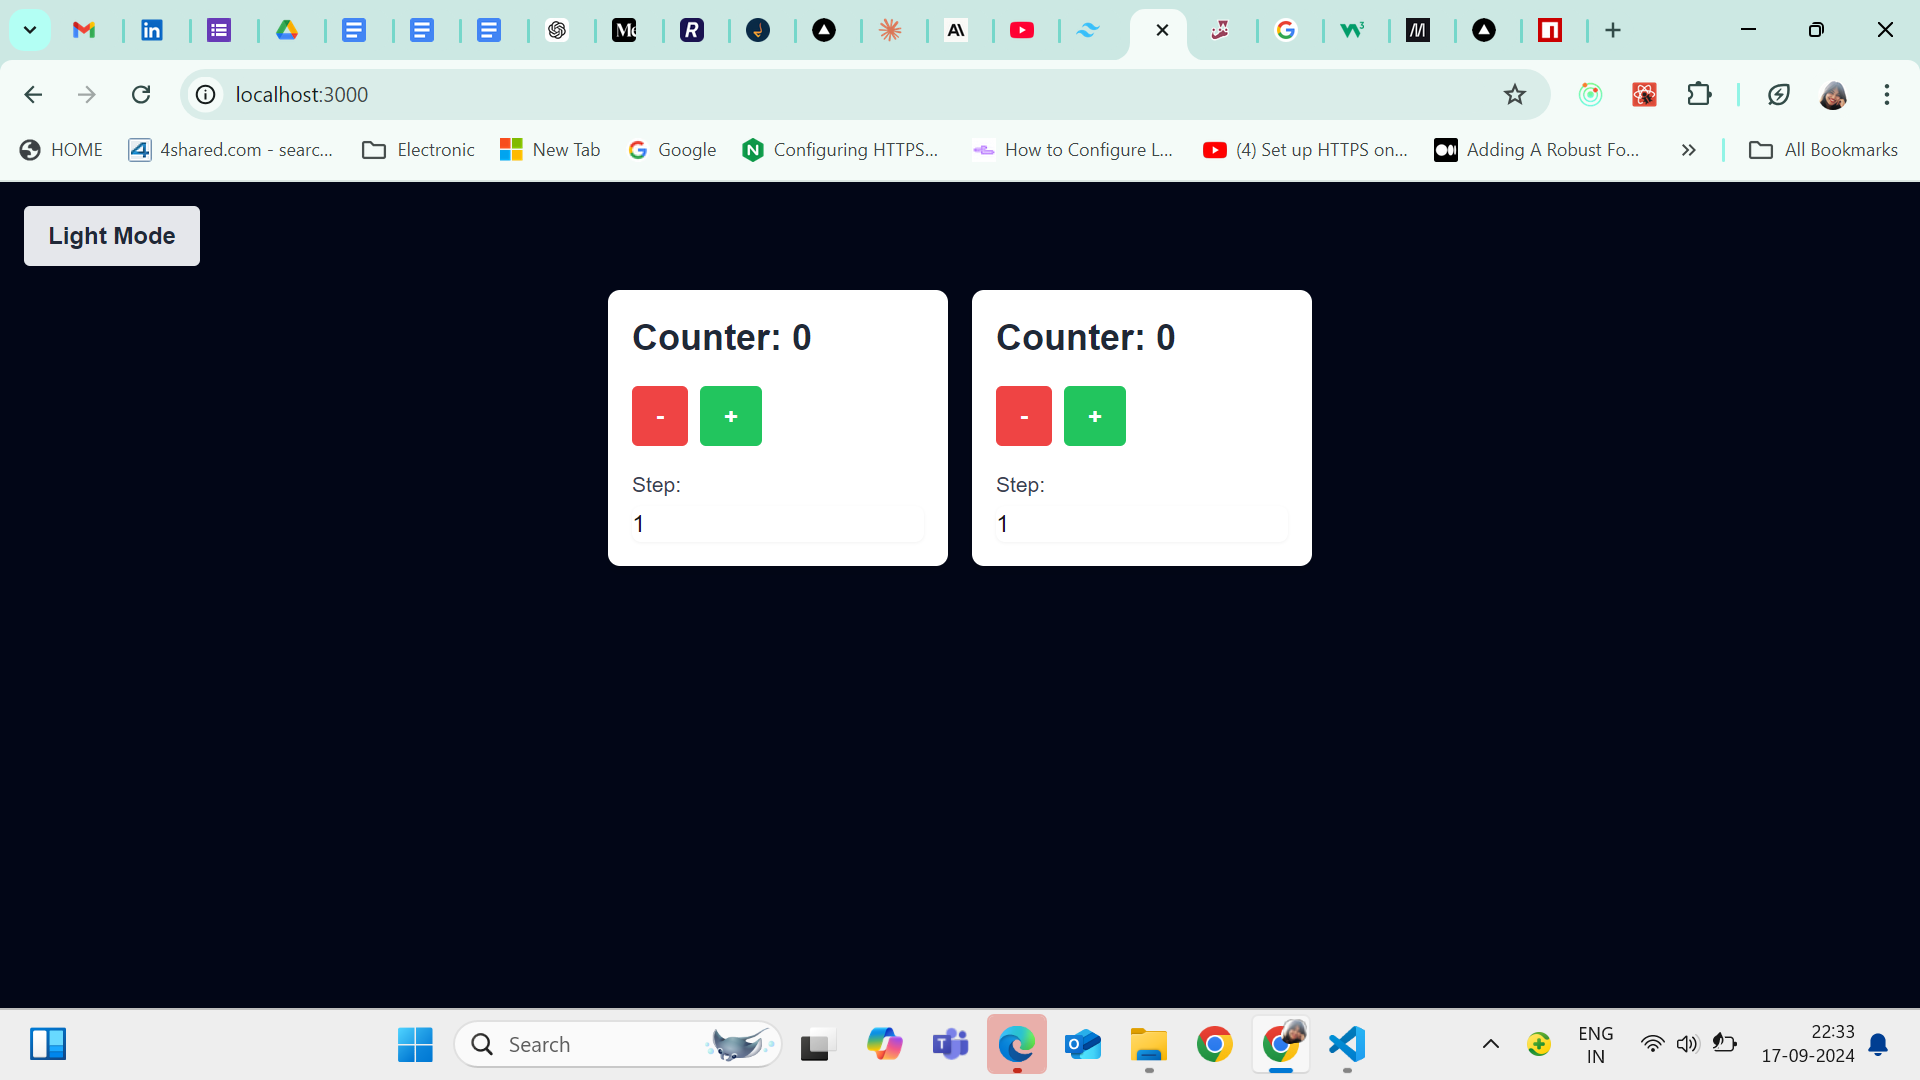 localhost:3000
HOME
4shared.com - searc...
Electronic
New Tab
Google
Configuring HTTPS...
How to Configure L...
(4) Set up HTTPS on...
Adding A Robust Fo...
All Bookmarks
Light Mode
Counter: 0
- +
Step:
1
Counter: 0
- +
Step:
1
Search
ENG
IN
22:33
17-09-2024